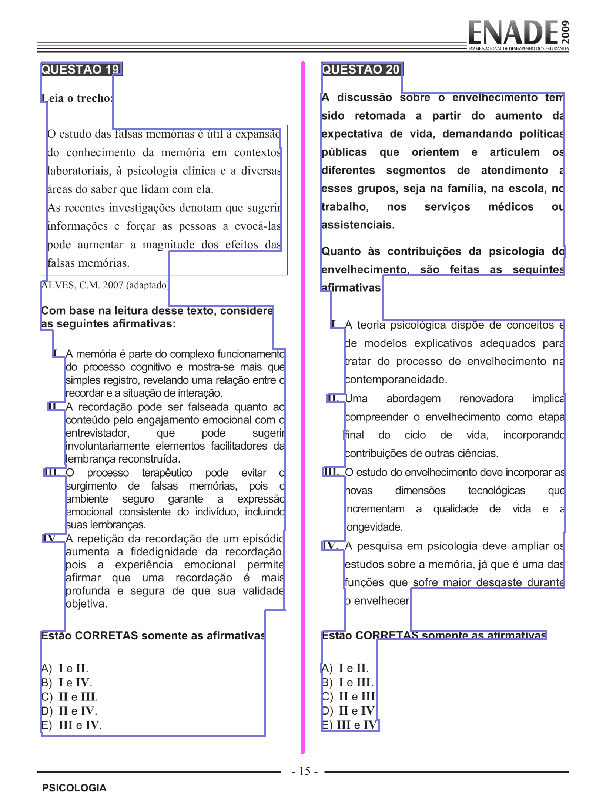 ENADE 2009
EXAME NACIONAL DE DESEMPENHO DOS ESTUDANTES
QUESTÃO 19
Leia o trecho:
O estudo das falsas memórias é útil à expansão
do conhecimento da memória em contextos
laboratoriais, à psicologia clínica e a diversas
áreas do saber que lidam com ela.
As recentes investigações denotam que sugerir
informações e forçar as pessoas a evocá-las
pode aumentar a magnitude dos efeitos das
falsas memórias.
ALVES, C.M. 2007 (adaptado)
Com base na leitura desse texto, considere
as seguintes afirmativas:
I. A memória é parte do complexo funcionamento
do processo cognitivo e mostra-se mais que
simples registro, revelando uma relação entre o
recordar e a situação de interação.
II. A recordação pode ser falseada quanto ao
conteúdo pelo engajamento emocional com o
entrevistador, que pode sugerir
involuntariamente elementos facilitadores da
lembrança reconstruída.
III. O processo terapêutico pode evitar o
surgimento de falsas memórias, pois o
ambiente seguro garante a expressão
emocional consistente do indivíduo, incluindo
suas lembranças.
IV. A repetição da recordação de um episódio
aumenta a fidedignidade da recordação,
pois a experiência emocional permite
afirmar que uma recordação é mais
profunda e segura de que sua validade
objetiva.
Estão CORRETAS somente as afirmativas
A) I e II.
B) I e IV.
C) II e III.
D) II e IV.
E) III e IV.
QUESTÃO 20
A discussão sobre o envelhecimento tem
sido retomada a partir do aumento da
expectativa de vida, demandando políticas
públicas que orientem e articulem os
diferentes segmentos de atendimento a
esses grupos, seja na família, na escola, no
trabalho, nos serviços médicos ou
assistenciais.
Quanto às contribuições da psicologia do
envelhecimento, são feitas as seguintes
afirmativas
I. A teoria psicológica dispõe de conceitos e
de modelos explicativos adequados para
tratar do processo de envelhecimento na
contemporaneidade.
II. Uma abordagem renovadora implica
compreender o envelhecimento como etapa
final do ciclo de vida, incorporando
contribuições de outras ciências.
III. O estudo do envelhecimento deve incorporar as
novas dimensões tecnológicas que
incrementam a qualidade de vida e a
longevidade.
IV. A pesquisa em psicologia deve ampliar os
estudos sobre a memória, já que é uma das
funções que sofre maior desgaste durante
o envelhecer
Estão CORRETAS somente as afirmativas
A) I e II.
B) I e III.
C) II e III
D) II e IV
E) III e IV
- 15 -
PSICOLOGIA